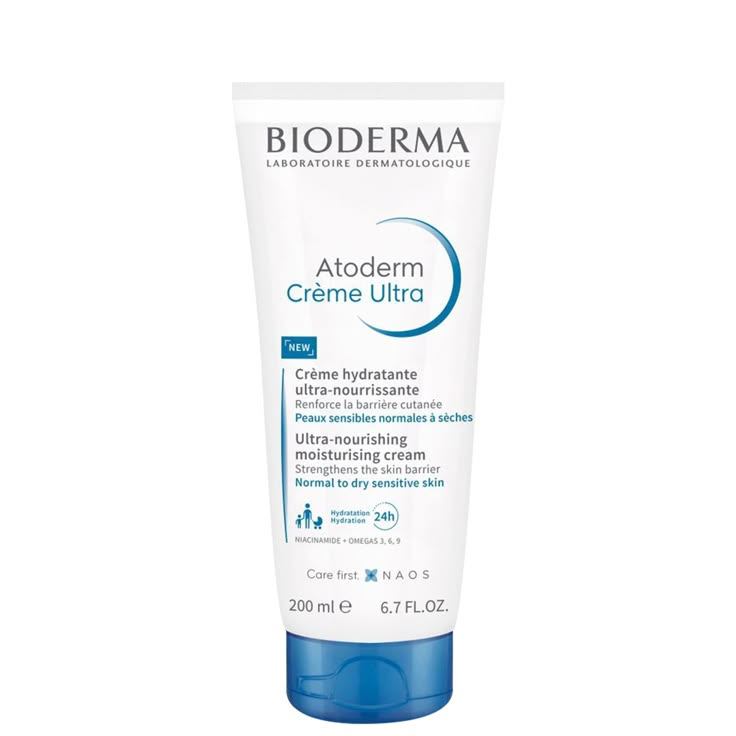 BIODERMA
LABORATOIRE DERMATOLOGIQUE
Atoderm
Crème Ultra
NEW
Crème hydratante
ultra-nourrissante
Renforce la barrière cutanée
Peaux sensibles normales à sèches
Ultra-nourishing
moisturising cream
Strengthens the skin barrier
Normal to dry sensitive skin
Hydratation
Hydration
24h
NIACINAMIDE + OMEGAS 3, 6, 9
Care first. NAOS
200 ml ℮ 6.7 FL.OZ.